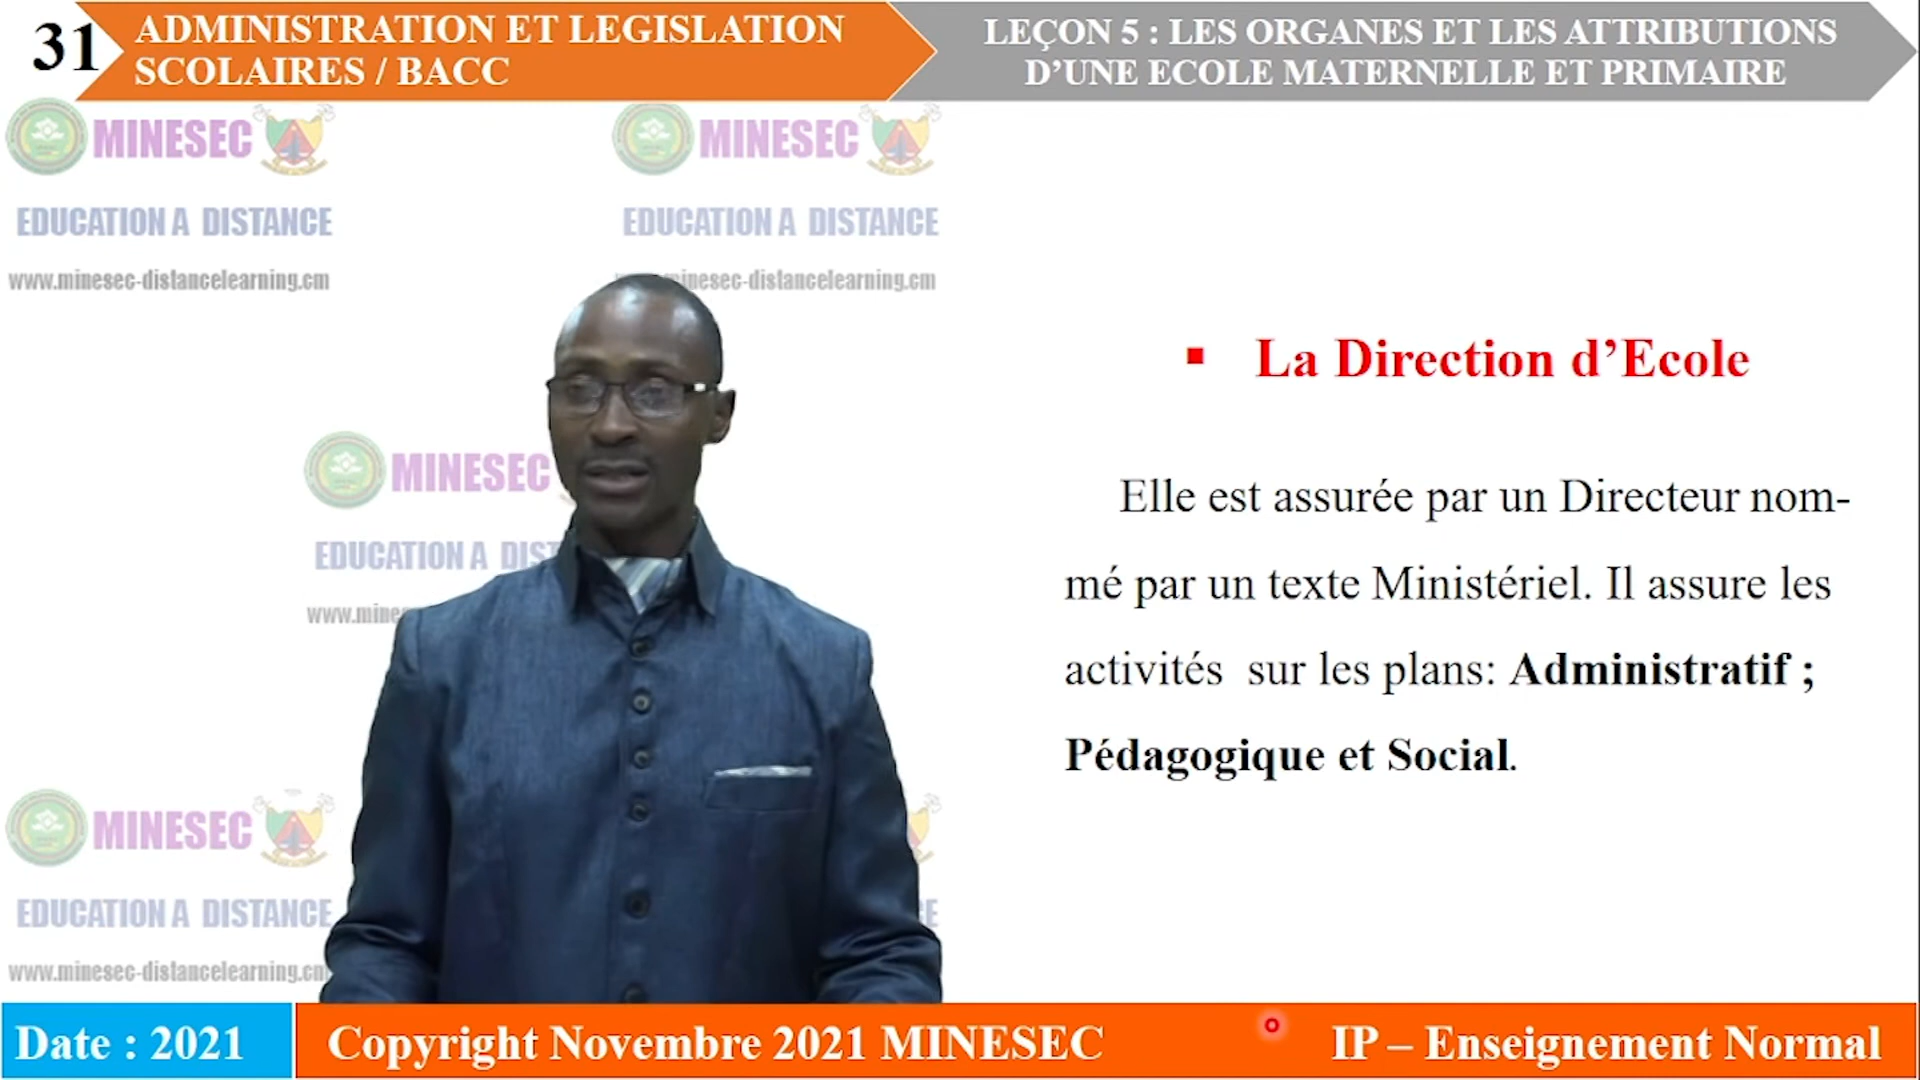 31
ADMINISTRATION ET LEGISLATION
SCOLAIRES / BACC
LEÇON 5 : LES ORGANES ET LES ATTRIBUTIONS
D’UNE ECOLE MATERNELLE ET PRIMAIRE
MINESEC
EDUCATION A DISTANCE
www.minesec-distancelearning.cm
MINESEC
EDUCATION A DISTANCE
minesec-distancelearning.cm
MINESEC
EDUCATION A
▪ La Direction d’Ecole
Elle est assurée par un Directeur nom-
mé par un texte Ministériel. Il assure les
activités sur les plans: Administratif ;
Pédagogique et Social.
MINESEC
EDUCATION A DISTANCE
Date : 2021
Copyright Novembre 2021 MINESEC
IP – Enseignement Normal